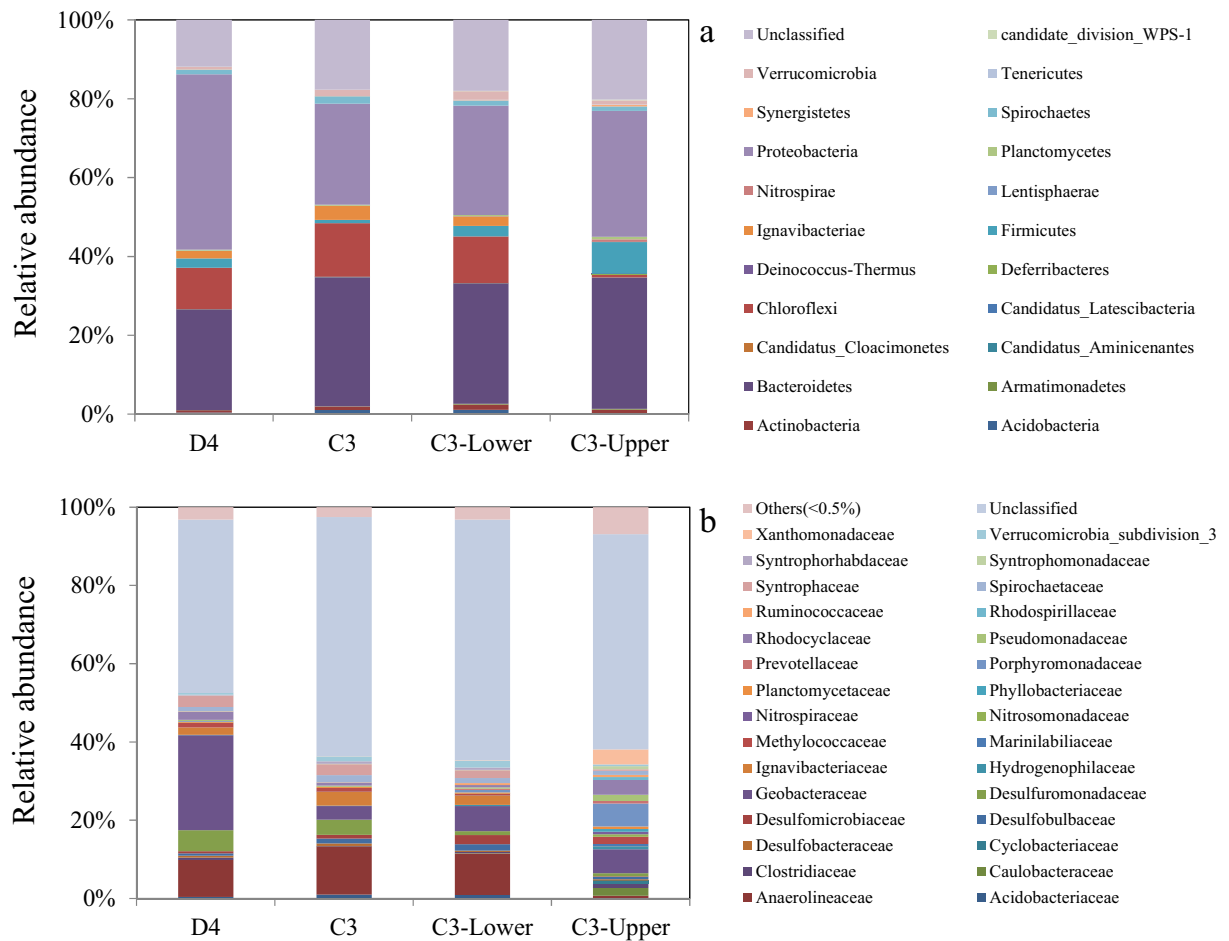 100%
80%
60%
40%
20%
0%
Relative abundance
D4
C3
C3-Lower
C3-Upper
a
Unclassified
candidate_division_WPS-1
Verrucomicrobia
Tenericutes
Synergistetes
Spirochaetes
Proteobacteria
Planctomycetes
Nitrospirae
Lentisphaerae
Ignavibacteriae
Firmicutes
Deinococcus-Thermus
Deferribacteres
Chloroflexi
Candidatus_Latescibacteria
Candidatus_Cloacimonetes
Candidatus_Aminicenantes
Bacteroidetes
Armatimonadetes
Actinobacteria
Acidobacteria
100%
80%
60%
40%
20%
0%
Relative abundance
D4
C3
C3-Lower
C3-Upper
b
Others(<0.5%)
Unclassified
Xanthomonadaceae
Verrucomicrobia_subdivision_3
Syntrophorhabdaceae
Syntrophomonadaceae
Syntrophaceae
Spirochaetaceae
Ruminococcaceae
Rhodospirillaceae
Rhodocyclaceae
Pseudomonadaceae
Prevotellaceae
Porphyromonadaceae
Planctomycetaceae
Phyllobacteriaceae
Nitrospiraceae
Nitrosomonadaceae
Methylococcaceae
Marinilabiliaceae
Ignavibacteriaceae
Hydrogenophilaceae
Geobacteraceae
Desulfuromonadaceae
Desulfomicrobiaceae
Desulfobulbaceae
Desulfobacteraceae
Cyclobacteriaceae
Clostridiaceae
Caulobacteraceae
Anaerolineaceae
Acidobacteriaceae